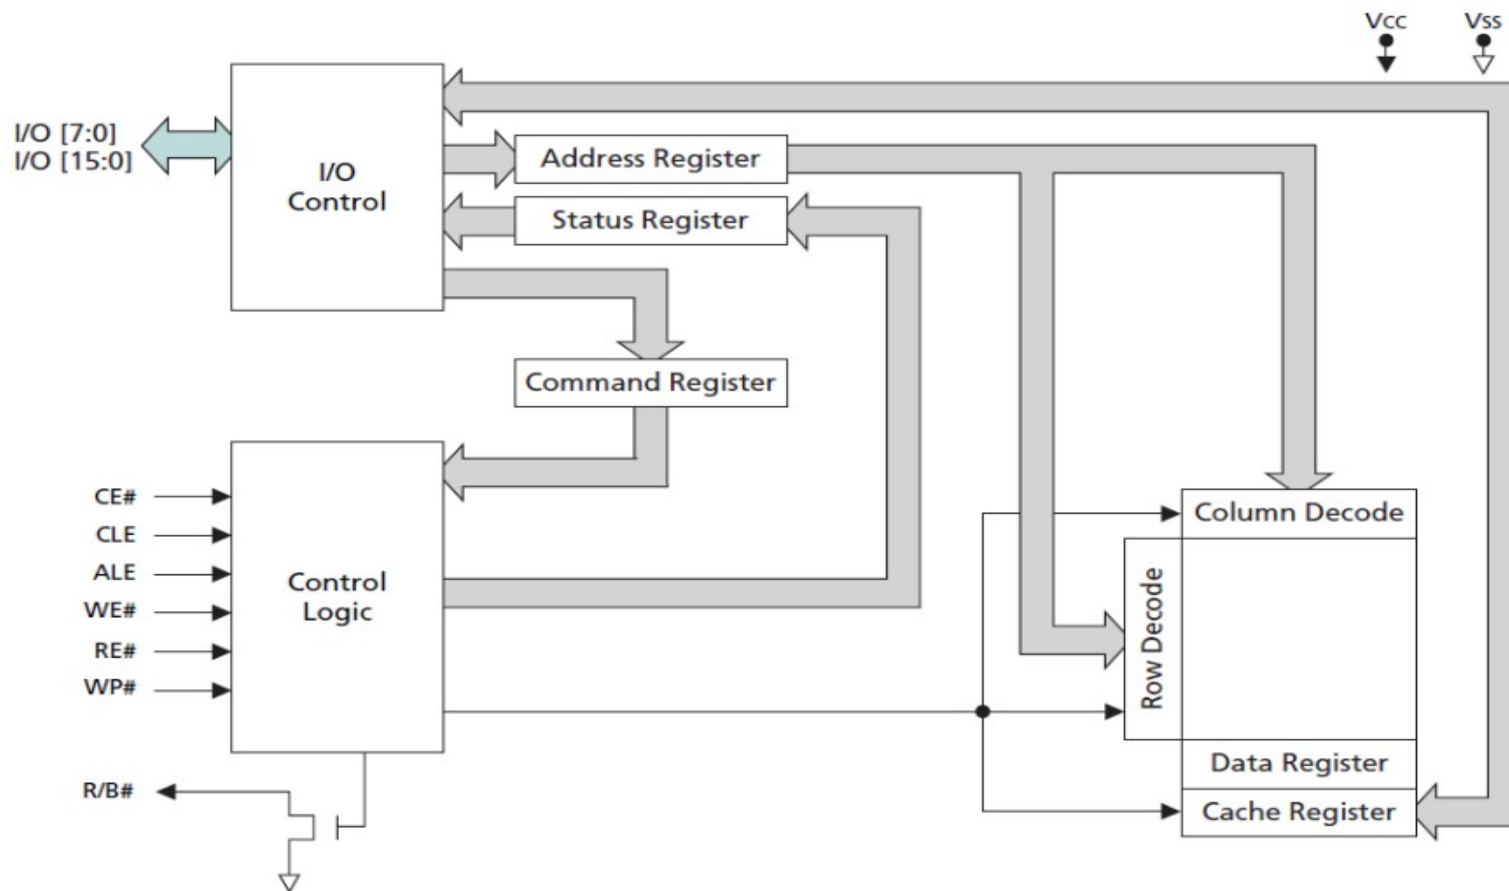 Vcc
Vss
I/O [7:0]
I/O [15:0]
I/O
Control
Address Register
Status Register
Command Register
CE#
CLE
ALE
WE#
RE#
WP#
Control
Logic
Column Decode
Row Decode
Data Register
Cache Register
R/B#